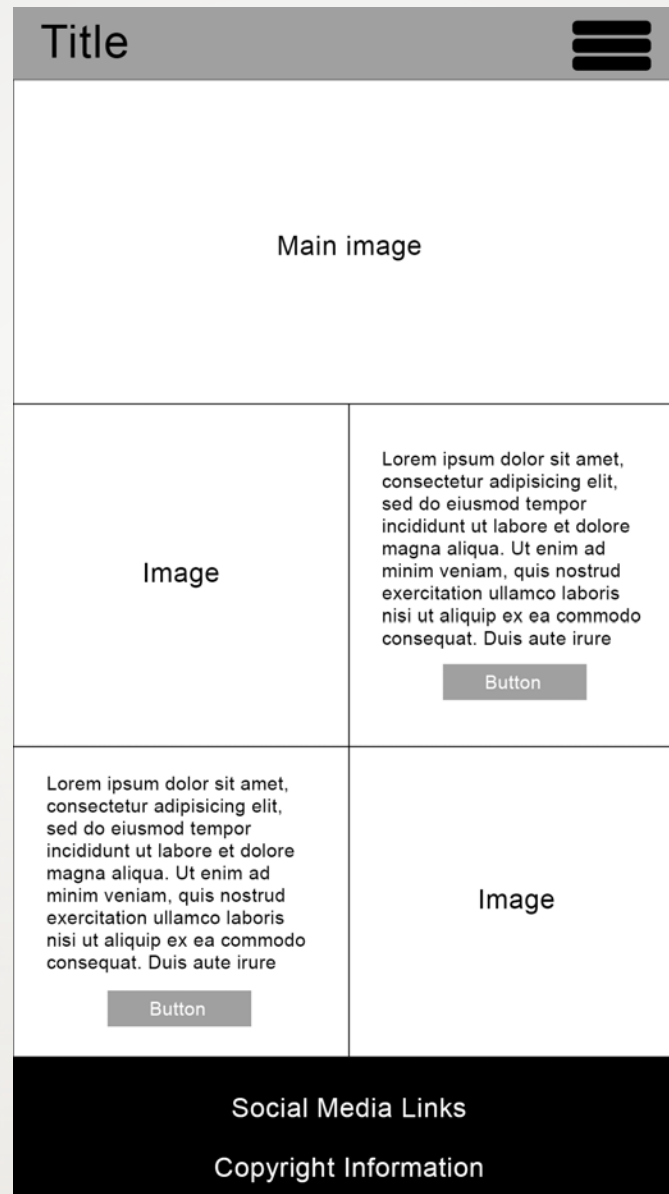 Title
Main image
Image
Lorem ipsum dolor sit amet,
consectetur adipisicing elit,
sed do eiusmod tempor
incididunt ut labore et dolore
magna aliqua. Ut enim ad
minim veniam, quis nostrud
exercitation ullamco laboris
nisi ut aliquip ex ea commodo
consequat. Duis aute irure
Button
Lorem ipsum dolor sit amet,
consectetur adipisicing elit,
sed do eiusmod tempor
incididunt ut labore et dolore
magna aliqua. Ut enim ad
minim veniam, quis nostrud
exercitation ullamco laboris
nisi ut aliquip ex ea commodo
consequat. Duis aute irure
Button
Image
Social Media Links
Copyright Information